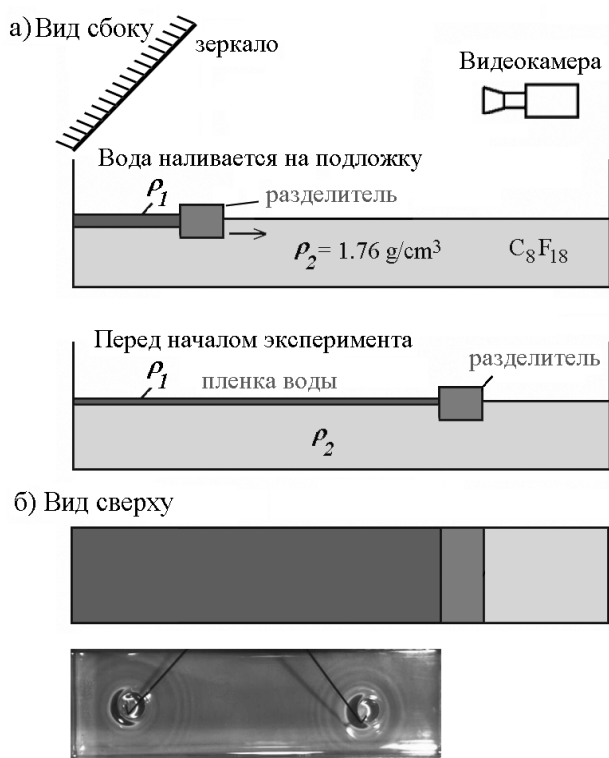 а) Вид сбоку
зеркало
Видеокамера
Вода наливается на подложку
ρ1
разделитель
ρ2 = 1.76 g/cm³
C8F18
Перед началом эксперимента
ρ1
пленка воды
разделитель
ρ2
б) Вид сверху